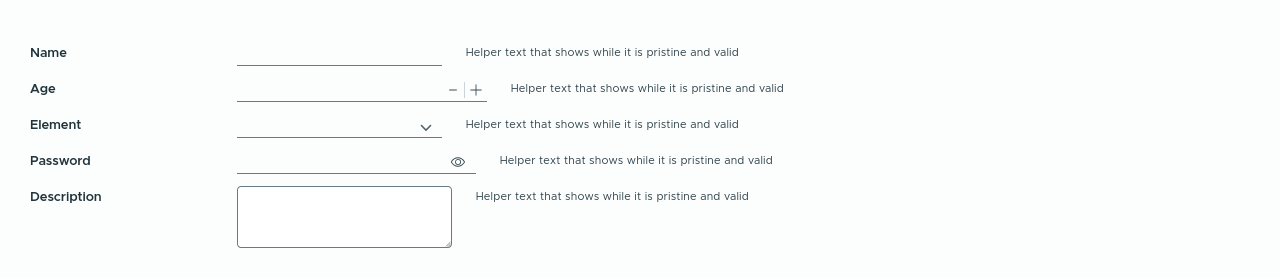 Name Helper text that shows while it is pristine and valid
Age Helper text that shows while it is pristine and valid
Element Helper text that shows while it is pristine and valid
Password Helper text that shows while it is pristine and valid
Description Helper text that shows while it is pristine and valid